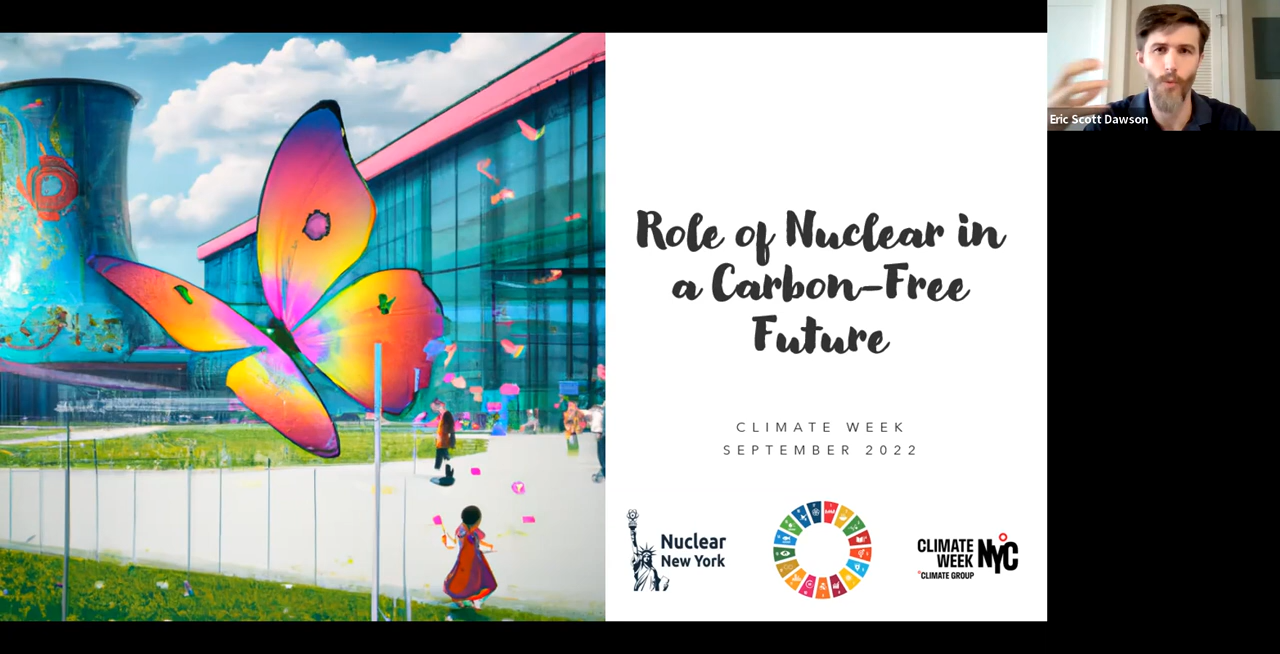 Eric Scott Dawson
Role of Nuclear in
a Carbon-Free
Future
CLIMATE WEEK
SEPTEMBER 2022
Nuclear
New York
CLIMATE
WEEK
NYC
°CLIMATE GROUP